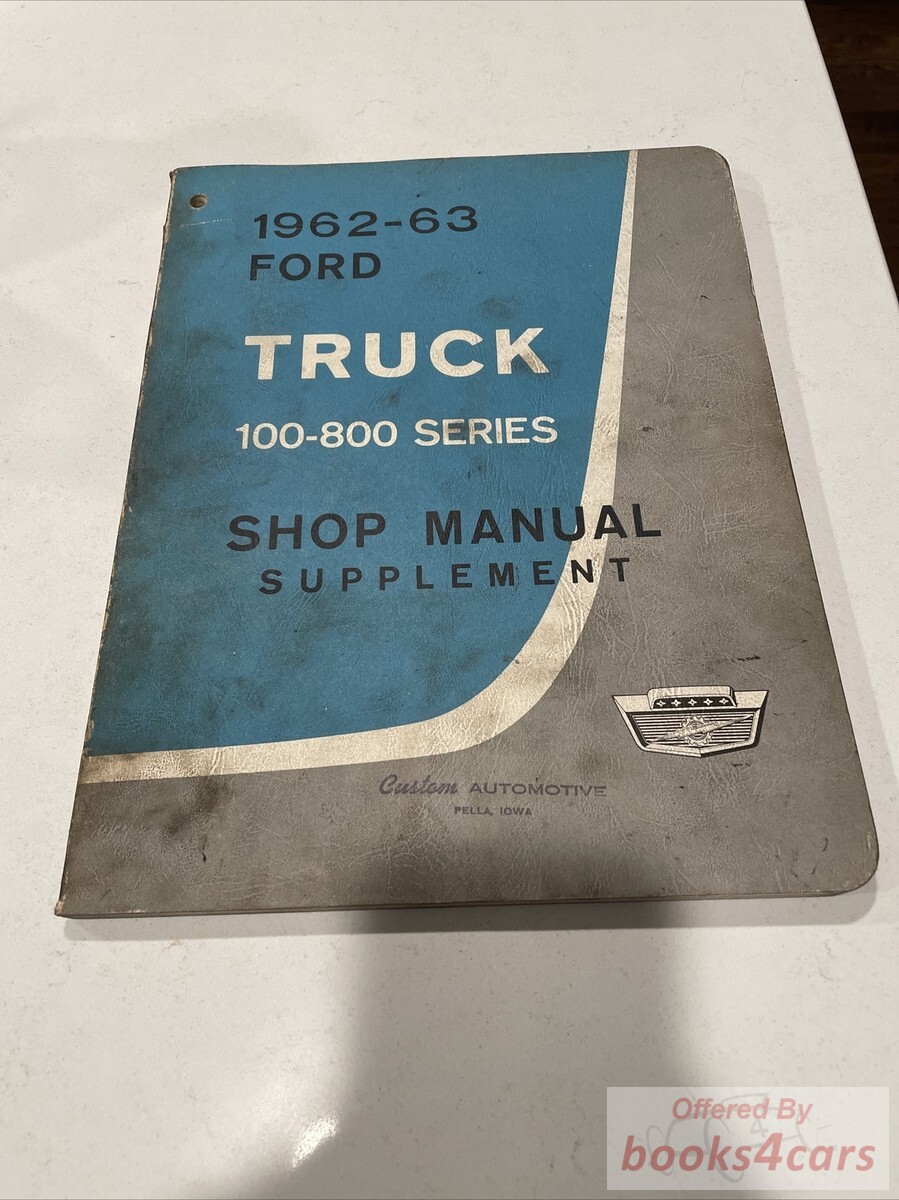 1962-63
FORD
TRUCK
100-800 SERIES
SHOP MANUAL
SUPPLEMENT
Custom AUTOMOTIVE
PELLA, IOWA
Offered By
books4cars